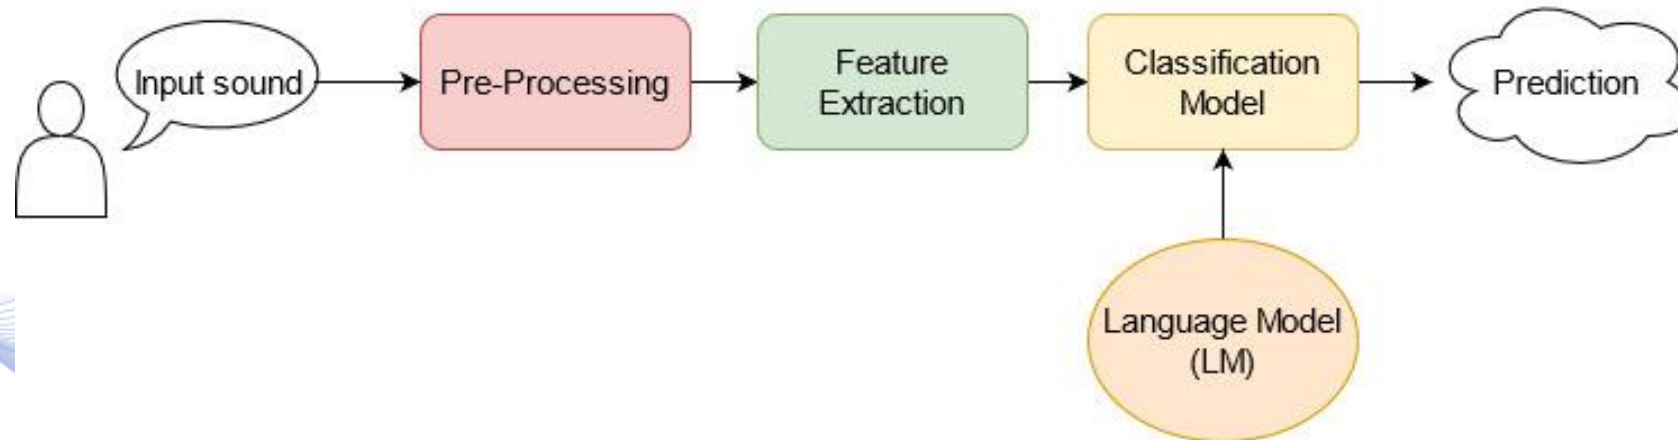 Input sound
Pre-Processing
Feature
Extraction
Classification
Model
Prediction
Language Model
(LM)